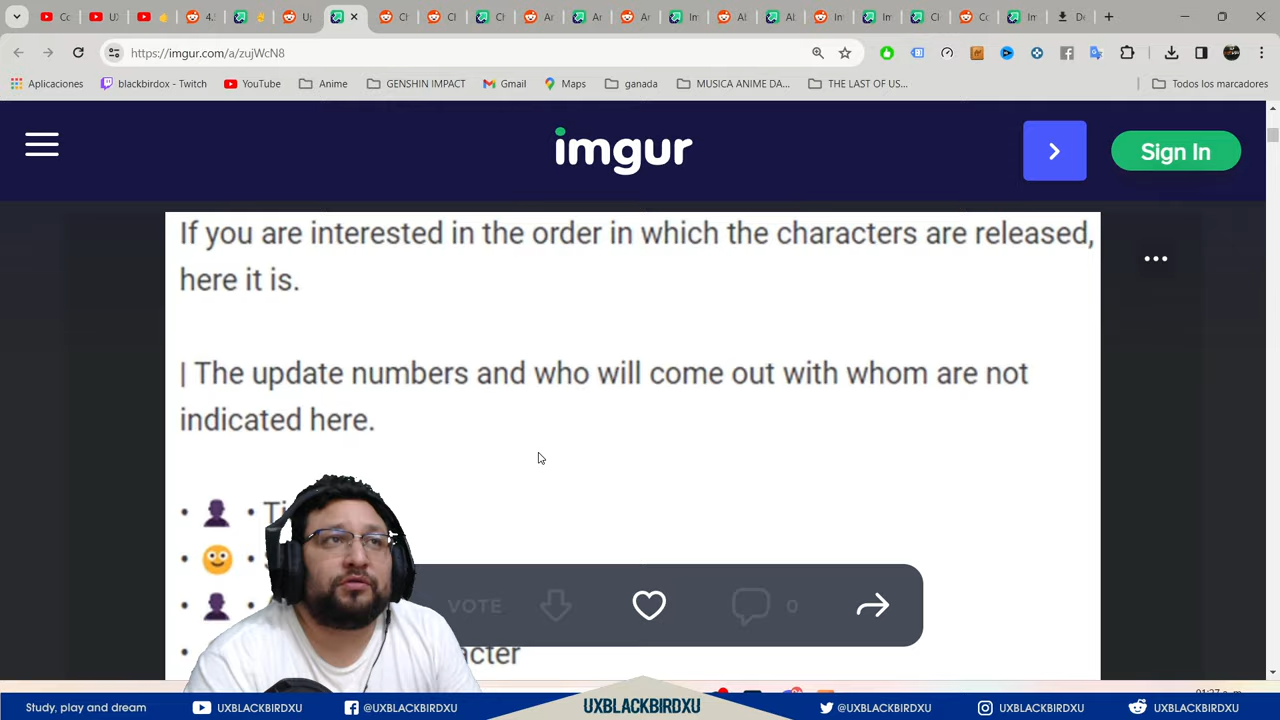 https://imgur.com/a/zujWcN8
Aplicaciones
blackbirdox - Twitch
YouTube
Anime
GENSHIN IMPACT
Gmail
Maps
ganada
MUSICA ANIME DA...
THE LAST OF US...
Todos los marcadores
imgur
Sign In
If you are interested in the order in which the characters are released,
here it is.
| The update numbers and who will come out with whom are not
indicated here.
VOTE
0
Study, play and dream
UXBLACKBIRDXU
@UXBLACKBIRDXU
UXBLACKBIRDXU
@UXBLACKBIRDXU
UXBLACKBIRDXU
UXBLACKBIRDXU